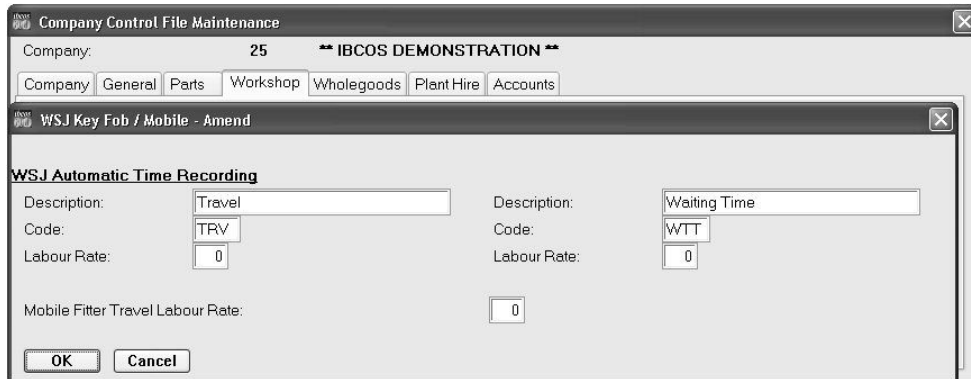 ibcos Company Control File Maintenance
Company: 25 ** IBCOS DEMONSTRATION **
Company General Parts Workshop Wholegoods Plant Hire Accounts
ibcos WSJ Key Fob / Mobile - Amend
WSJ Automatic Time Recording
Description: Travel Description: Waiting Time
Code: TRV Code: WTT
Labour Rate: 0 Labour Rate: 0
Mobile Fitter Travel Labour Rate: 0
OK Cancel